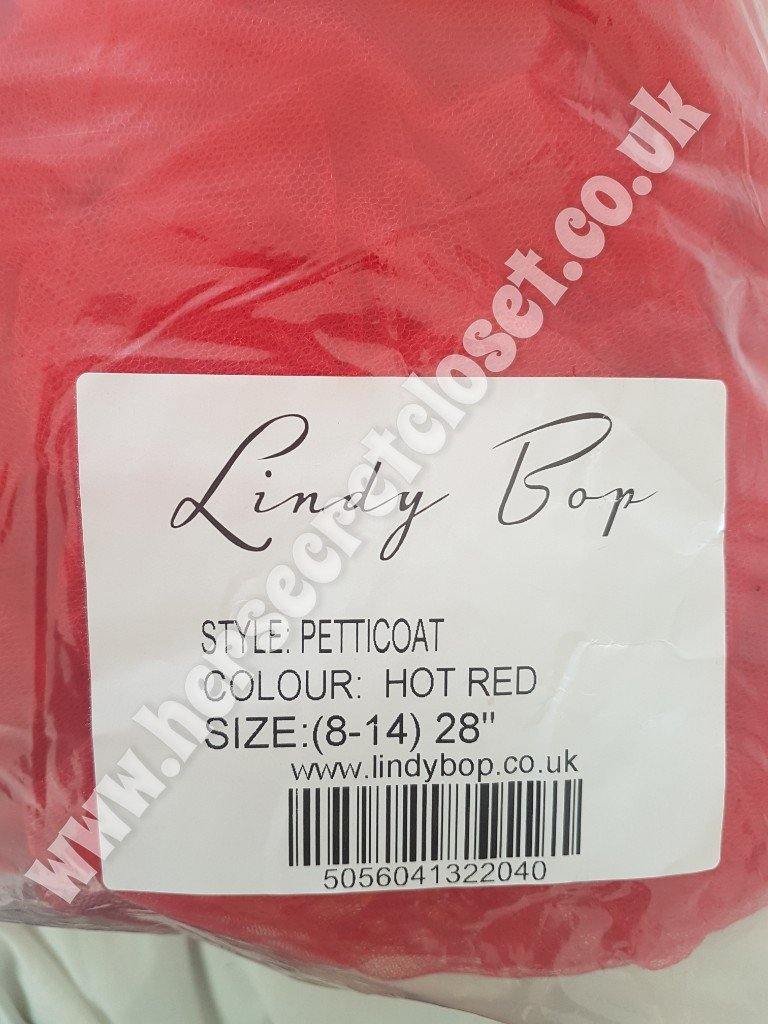 Lindy Bop
STYLE: PETTICOAT
COLOUR: HOT RED
SIZE:(8-14) 28"
www.lindybop.co.uk
5056041322040
www.herssecretcloset.co.uk